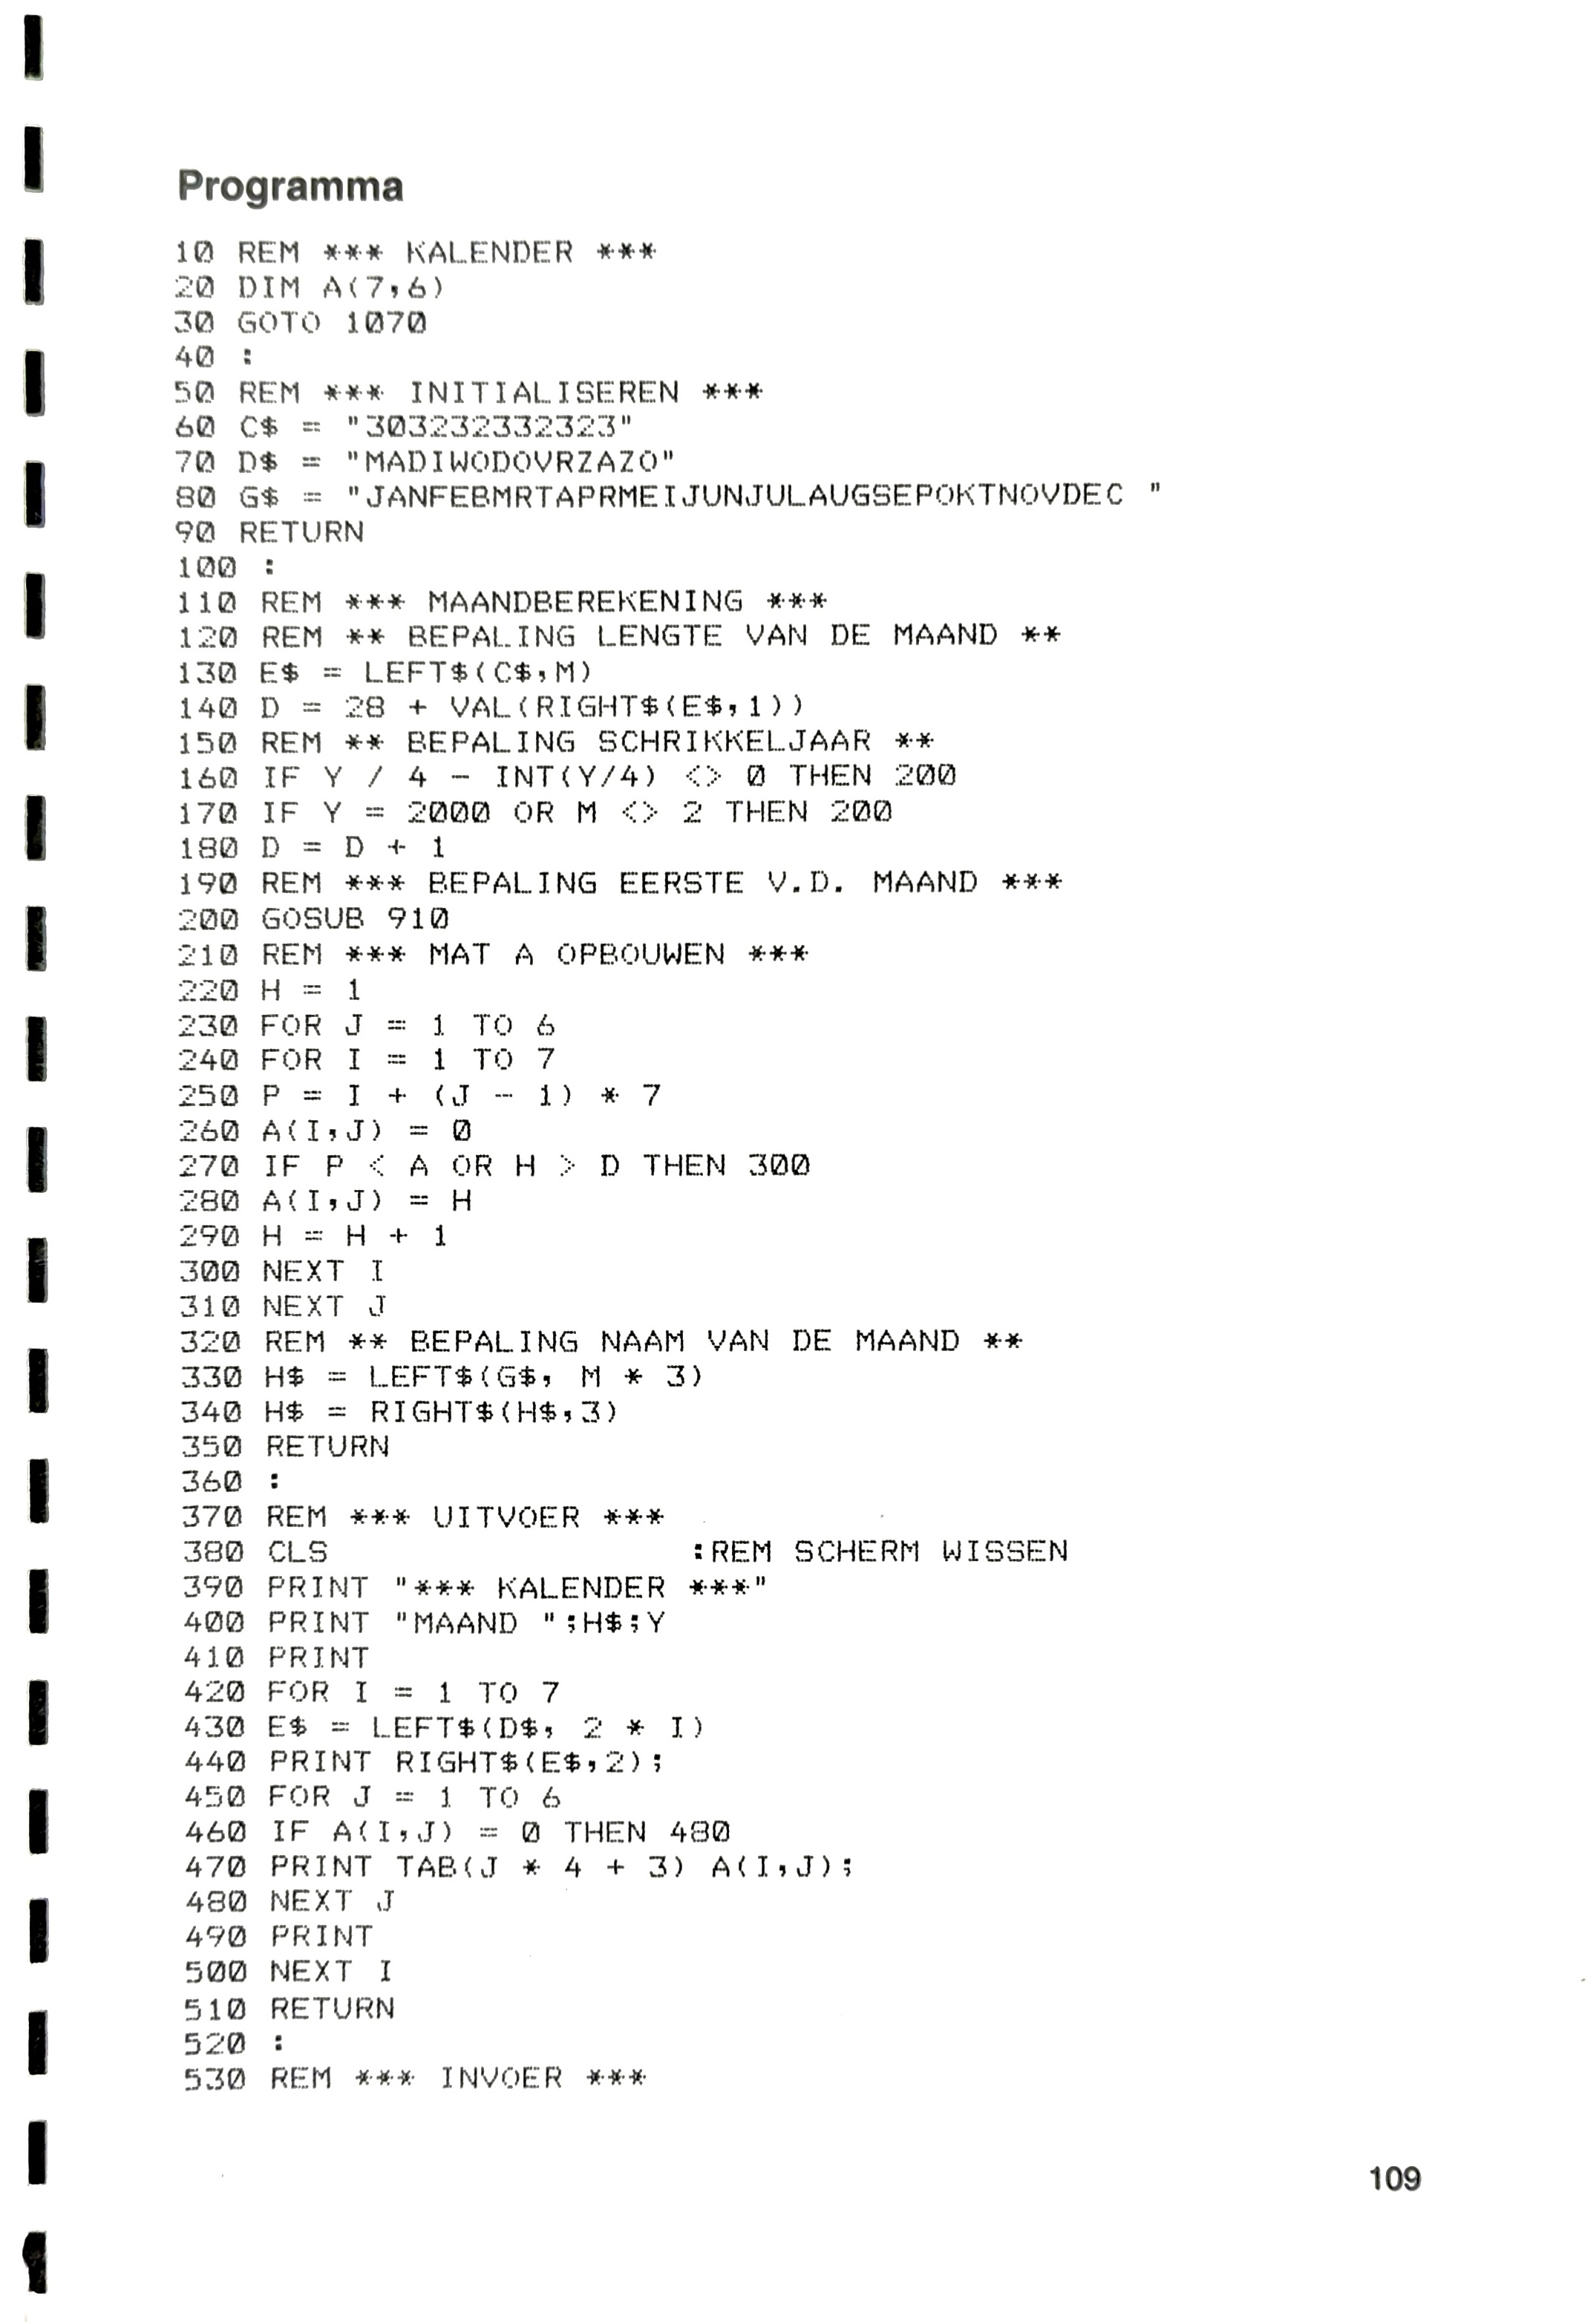 Programma
10 REM *** KALENDER ***
20 DIM A(7,6)
30 GOTO 1070
40 :
50 REM *** INITIALISEREN ***
60 C$ = "303232332323"
70 D$ = "MADIWODOVRZAZO"
80 G$ = "JANFEBMRTAPRMEIJUNJULAUGSEPOKTNOVDEC "
90 RETURN
100 :
110 REM *** MAANDBEREKENING ***
120 REM ** BEPALING LENGTE VAN DE MAAND **
130 E$ = LEFT$(C$,M)
140 D = 28 + VAL(RIGHT$(E$,1))
150 REM ** BEPALING SCHRIKKELJAAR **
160 IF Y / 4 - INT(Y/4) <> 0 THEN 200
170 IF Y = 2000 OR M <> 2 THEN 200
180 D = D + 1
190 REM *** BEPALING EERSTE V.D. MAAND ***
200 GOSUB 910
210 REM *** MAT A OPBOUWEN ***
220 H = 1
230 FOR J = 1 TO 6
240 FOR I = 1 TO 7
250 P = I + (J - 1) * 7
260 A(I,J) = 0
270 IF P < A OR H > D THEN 300
280 A(I,J) = H
290 H = H + 1
300 NEXT I
310 NEXT J
320 REM ** BEPALING NAAM VAN DE MAAND **
330 H$ = LEFT$(G$, M * 3)
340 H$ = RIGHT$(H$,3)
350 RETURN
360 :
370 REM *** UITVOER ***
380 CLS :REM SCHERM WISSEN
390 PRINT "*** KALENDER ***"
400 PRINT "MAAND ";H$;Y
410 PRINT
420 FOR I = 1 TO 7
430 E$ = LEFT$(D$, 2 * I)
440 PRINT RIGHT$(E$,2);
450 FOR J = 1 TO 6
460 IF A(I,J) = 0 THEN 480
470 PRINT TAB(J * 4 + 3) A(I,J);
480 NEXT J
490 PRINT
500 NEXT I
510 RETURN
520 :
530 REM *** INVOER ***
109